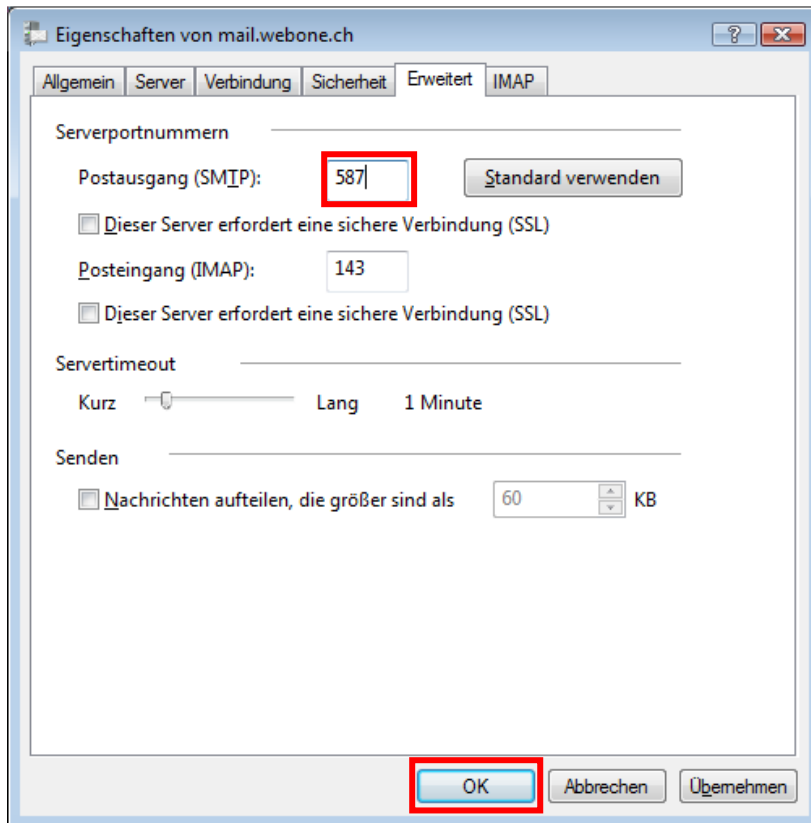 Eigenschaften von mail.webone.ch
Allgemein Server Verbindung Sicherheit Erweitert IMAP
Serverportnummern
Postausgang (SMTP): 587 Standard verwenden
Dieser Server erfordert eine sichere Verbindung (SSL)
Posteingang (IMAP): 143
Dieser Server erfordert eine sichere Verbindung (SSL)
Servertimeout
Kurz Lang 1 Minute
Senden
Nachrichten aufteilen, die größer sind als 60 KB
OK Abbrechen Übernehmen